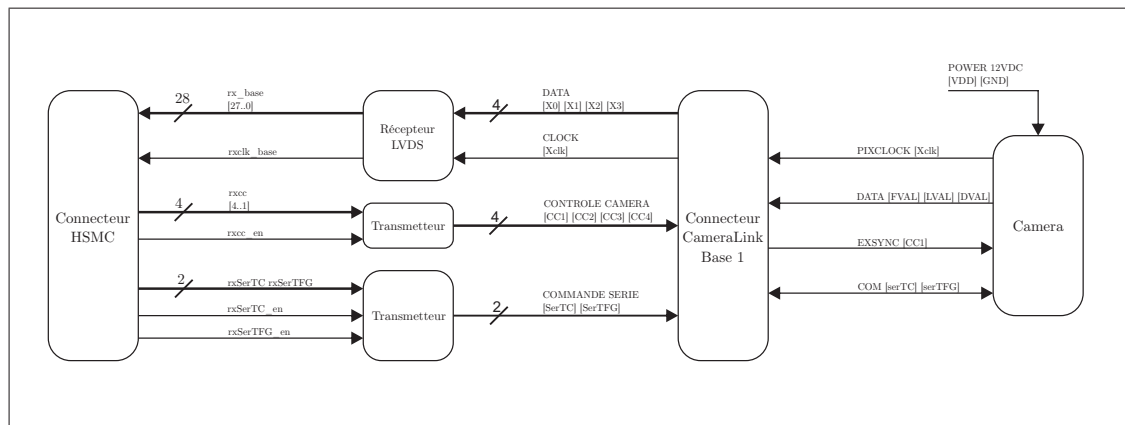 POWER 12VDC
[VDD] [GND]
28
rx_base
[27..0]
4
DATA
[X0] [X1] [X2] [X3]
Récepteur
LVDS
rxclk_base
CLOCK
[Xclk]
PIXCLOCK [Xclk]
4
rxcc
[4..1]
Transmetteur
4
CONTROLE CAMERA
[CC1] [CC2] [CC3] [CC4]
DATA [FVAL] [LVAL] [DVAL]
Connecteur
HSMC
Connecteur
CameraLink
Base 1
Camera
rxcc_en
EXSYNC [CC1]
2
rxSerTC rxSerTFG
COM [serTC] [serTFG]
rxSerTC_en
Transmetteur
2
COMMANDE SERIE
[SerTC] [SerTFG]
rxSerTFG_en